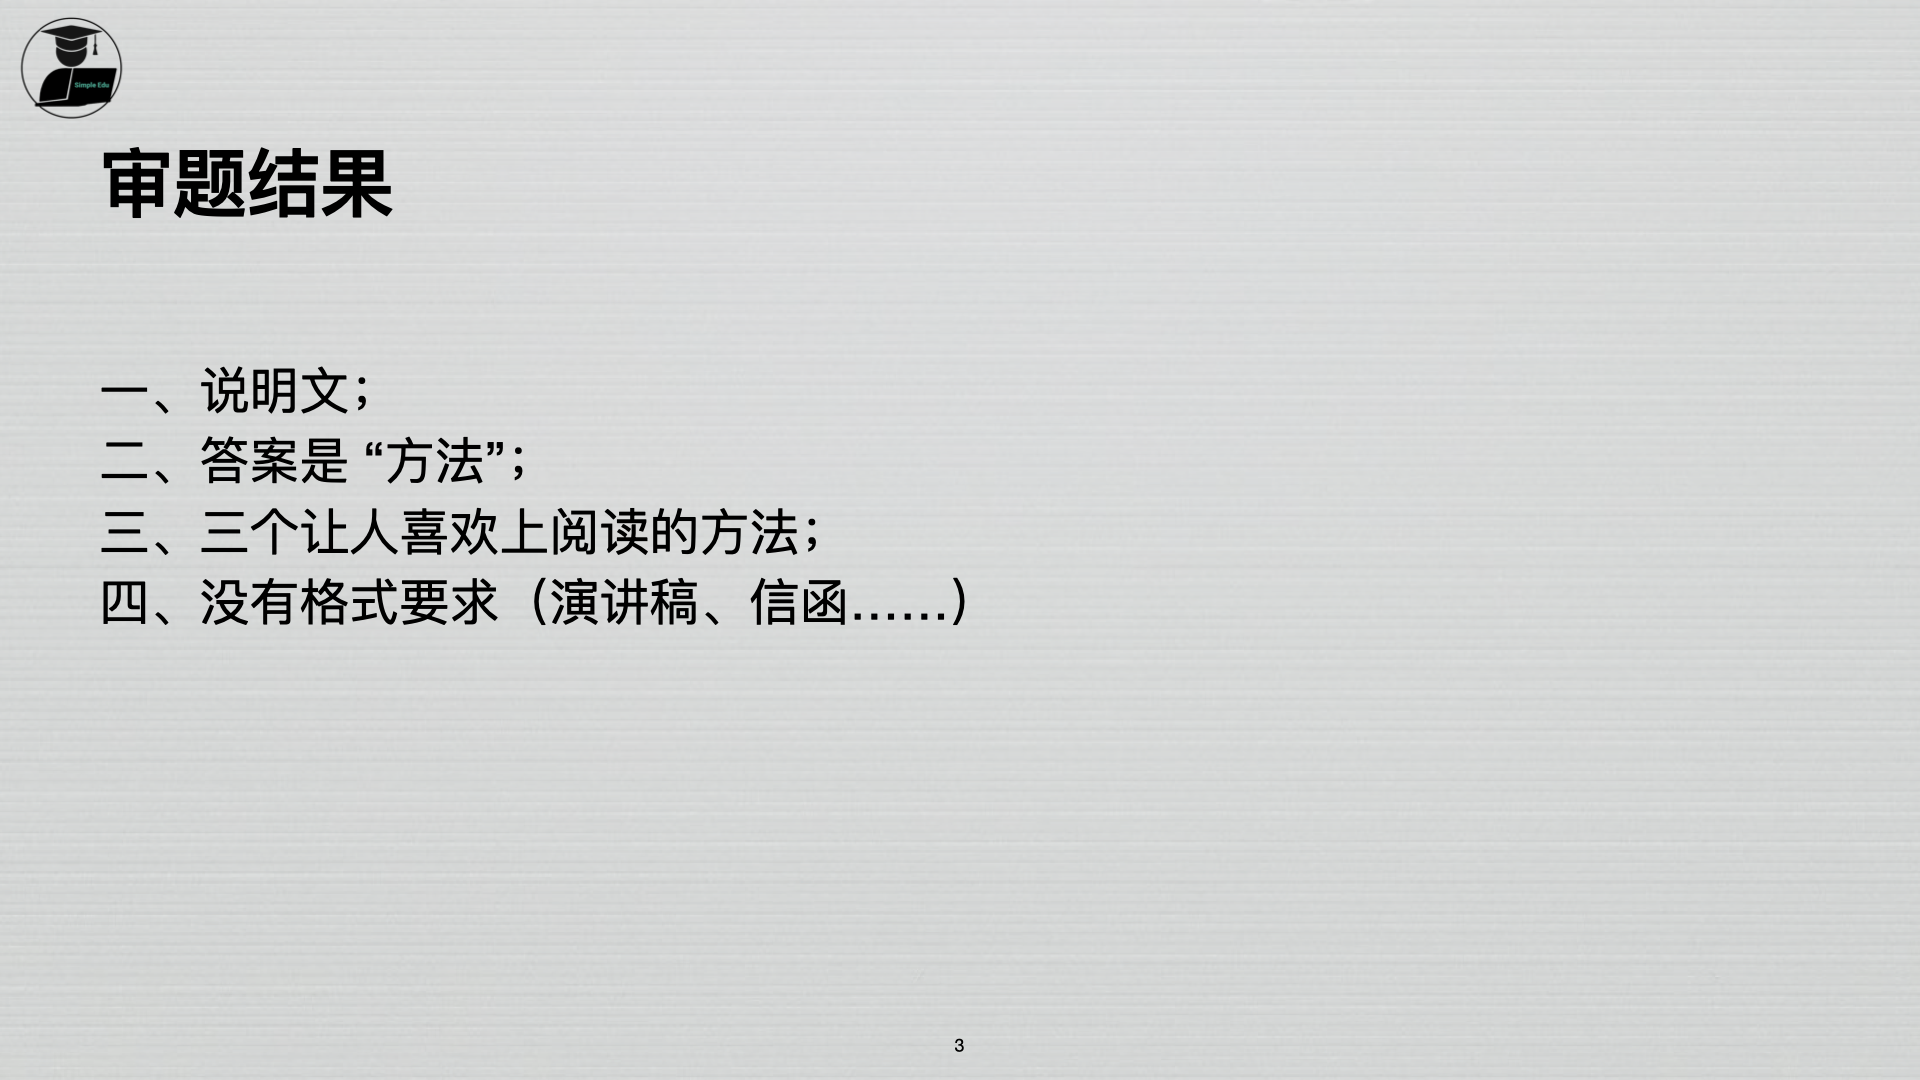 Simple Edu
审题结果
一、说明文；
二、答案是 “方法”；
三、三个让人喜欢上阅读的方法；
四、没有格式要求（演讲稿、信函……）
3